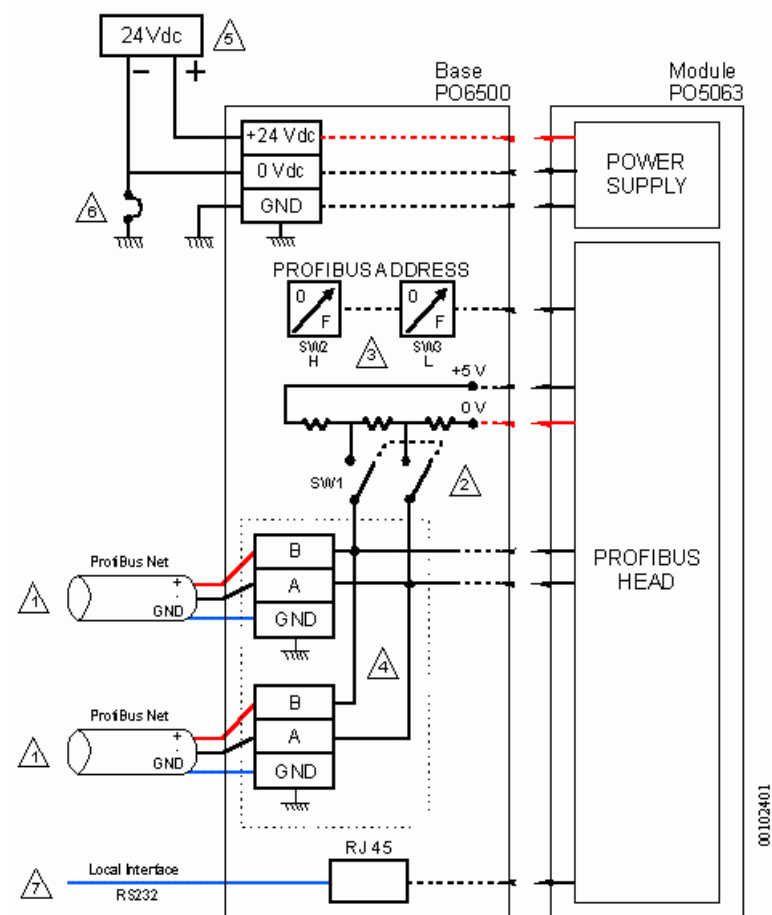 24Vdc
5
Base
PO6500
Module
PO5063
+24 Vdc
0 Vdc
GND
POWER
SUPPLY
6
PROFIBUS ADDRESS
0
F
SW2
H
0
F
SW3
L
3
+5 V
0 V
SW1
2
ProfiBus Net
+
-
GND
1
B
A
GND
4
PROFIBUS
HEAD
ProfiBus Net
+
-
GND
1
B
A
GND
RJ 45
Local Interface
RS232
7
00102401